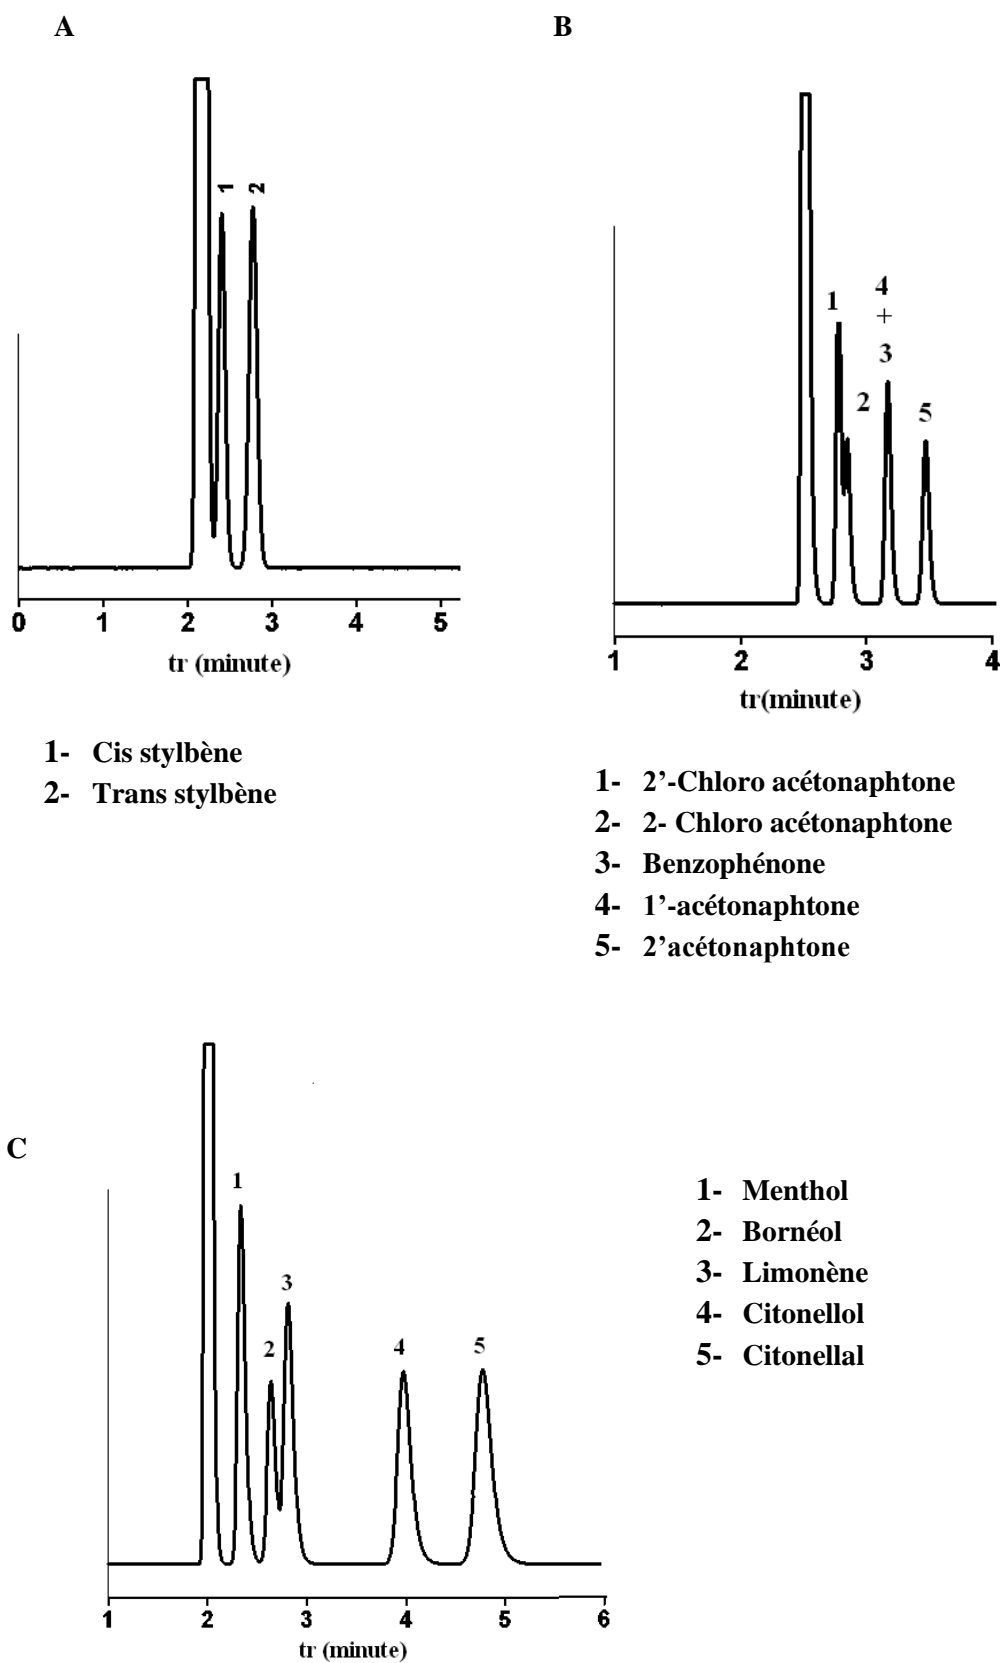 A
1 2
0 1 2 3 4 5
tr (minute)
1- Cis stylbène
2- Trans stylbène
B
1
4
+
3
2
5
1 2 3 4
tr(minute)
1- 2’-Chloro acétonaphtone
2- 2- Chloro acétonaphtone
3- Benzophénone
4- 1’-acétonaphtone
5- 2’acétonaphtone
C
1
2
3
4
5
1 2 3 4 5 6
tr (minute)
1- Menthol
2- Bornéol
3- Limonène
4- Citonellol
5- Citonellal